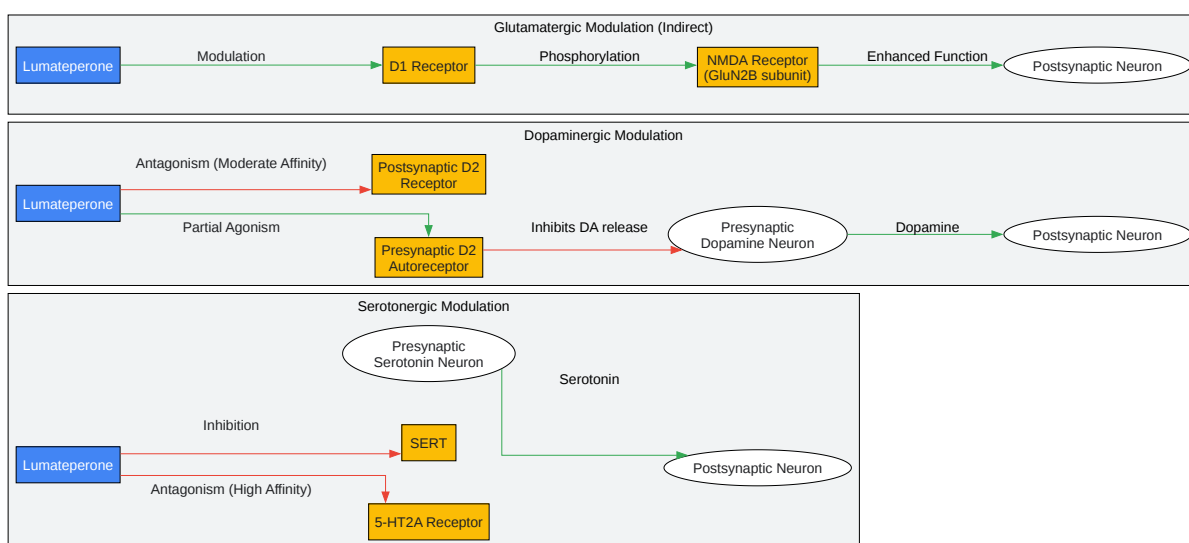 Glutamatergic Modulation (Indirect)
Lumateperone
Modulation
D1 Receptor
Phosphorylation
NMDA Receptor
(GluN2B subunit)
Enhanced Function
Postsynaptic Neuron
Dopaminergic Modulation
Lumateperone
Antagonism (Moderate Affinity)
Postsynaptic D2
Receptor
Partial Agonism
Presynaptic D2
Autoreceptor
Inhibits DA release
Presynaptic
Dopamine Neuron
Dopamine
Postsynaptic Neuron
Serotonergic Modulation
Presynaptic
Serotonin Neuron
Serotonin
Postsynaptic Neuron
Lumateperone
Inhibition
SERT
Antagonism (High Affinity)
5-HT2A Receptor